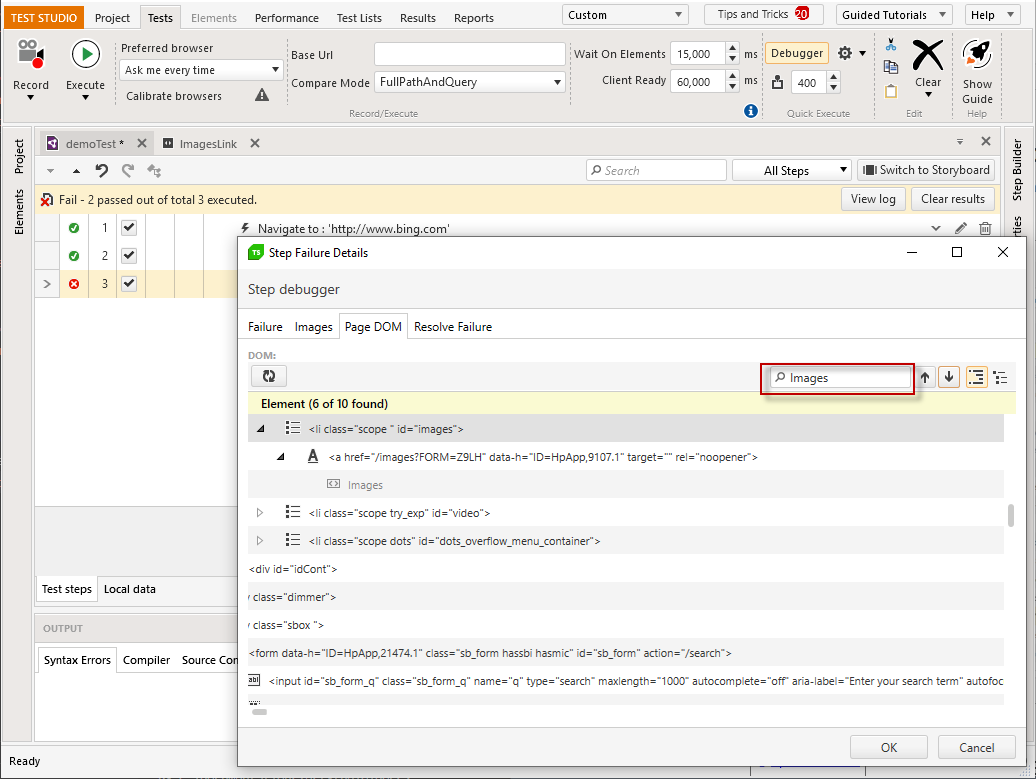 TEST STUDIO Project Tests Elements Performance Test Lists Results Reports Custom Tips and Tricks 20 Guided Tutorials Help
Record
Execute
Preferred browser
Ask me every time
Calibrate browsers
Base Url
Compare Mode FullPathAndQuery
Wait On Elements 15,000 ms
Client Ready 60,000 ms
Record/Execute
Debugger
400
Quick Execute
Clear
Edit
Show
Guide
Help
Project
Elements
demoTest * ImagesLink
Step Builder
Search All Steps Switch to Storyboard
Fail - 2 passed out of total 3 executed. View log Clear results
1 Navigate to : 'http://www.bing.com'
2
3
TS Step Failure Details
Step debugger
Failure Images Page DOM Resolve Failure
DOM:
Images
Element (6 of 10 found)
<li class="scope " id="images">
A <a href="/images?FORM=Z9LH" data-h="ID=HpApp,9107.1" target="" rel="noopener">
Images
<li class="scope try_exp" id="video">
<li class="scope dots" id="dots_overflow_menu_container">
<div id="idCont">
class="dimmer">
class="sbox ">
<form data-h="ID=HpApp,21474.1" class="sb_form hassbi hasmic" id="sb_form" action="/search">
abl <input id="sb_form_q" class="sb_form_q" name="q" type="search" maxlength="1000" autocomplete="off" aria-label="Enter your search term" autofoc
OK Cancel
Test steps Local data
OUTPUT
Syntax Errors Compiler Source Con
Ready